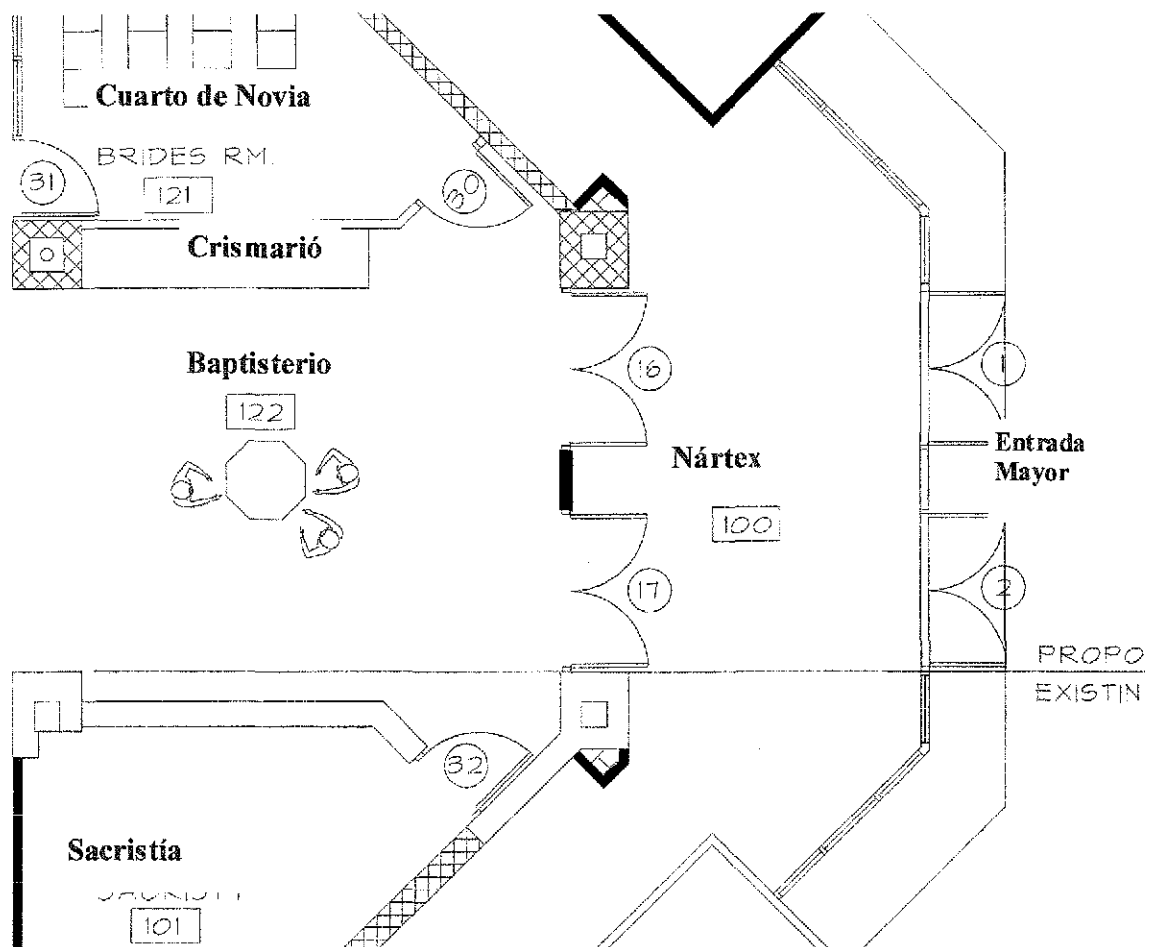 Cuarto de Novia
BRIDES RM.
31
121
30
Crismarió
Baptisterio
122
16
1
Nártex
Entrada
Mayor
100
17
2
PROPO
EXISTIN
32
Sacristía
101